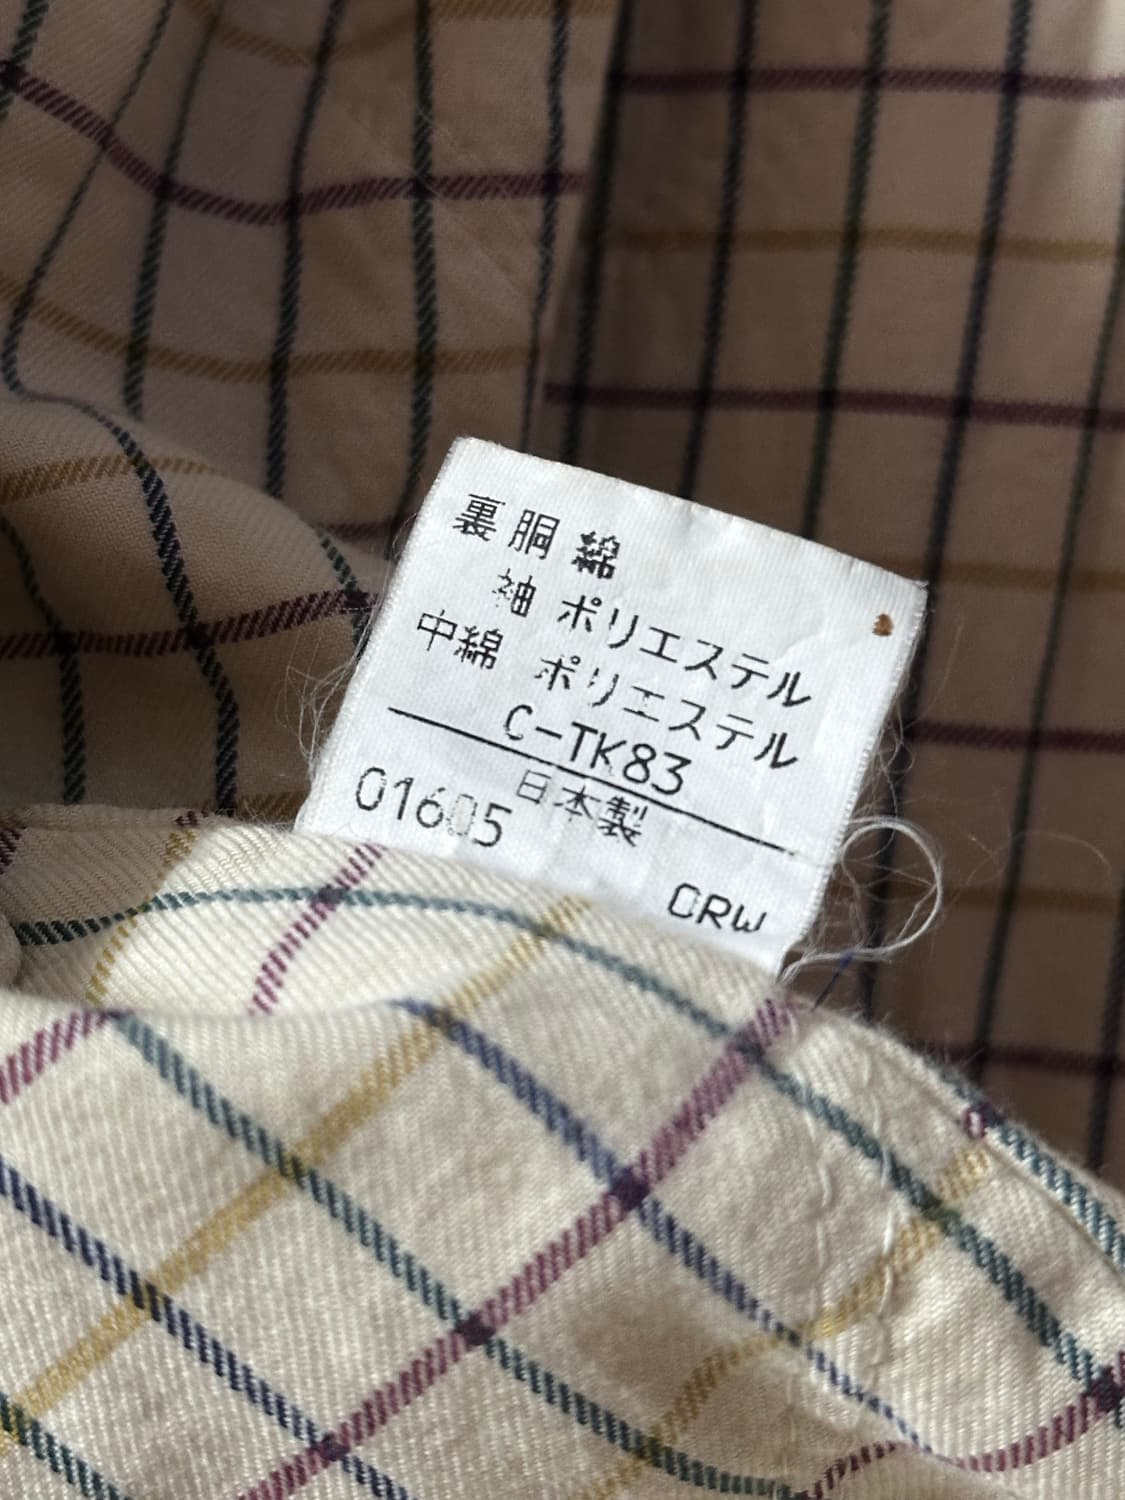 裏 胴 綿
袖 ポリエステル
中綿 ポリエステル
C-TK83
日本製
01605
CRW